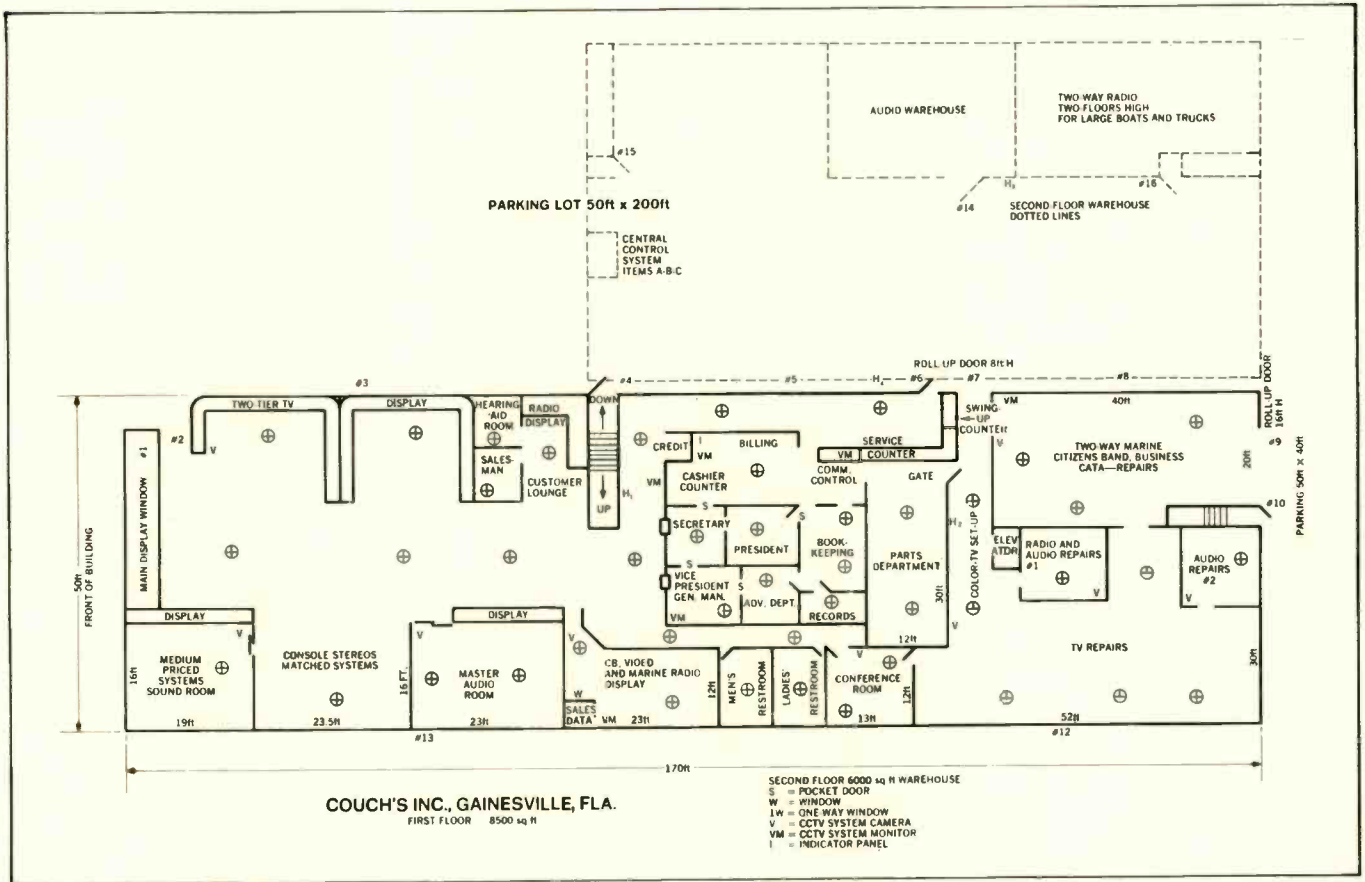 AUDIO WAREHOUSE
TWO-WAY RADIO
TWO-FLOORS HIGH
FOR LARGE BOATS AND TRUCKS
#15
H₃
#16
#14
SECOND-FLOOR WAREHOUSE
DOTTED LINES
PARKING LOT 50ft x 200ft
CENTRAL
CONTROL
SYSTEM
ITEMS A-B-C
ROLL UP DOOR 8ft H
#3
#4
#5
#6
#7
#8
ROLL-UP DOOR
16ft H
#9
#10
PARKING 50ft X 40ft
50ft
FRONT OF BUILDING
MAIN DISPLAY WINDOW #1
#2
V
TWO TIER TV
DISPLAY
HEARING
AID
ROOM
RADIO
DISPLAY
SALES-
MAN
CUSTOMER
LOUNGE
DOWN
UP
H₁
CREDIT
I
VM
BILLING
CASHIER
COUNTER
VM
SERVICE
VM COUNTER
COMM.
CONTROL
SWING-
UP
COUNTER
GATE
VM
40ft
V
TWO-WAY MARINE
CITIZENS BAND, BUSINESS
CATA—REPAIRS
20ft
S
SECRETARY
S
PRESIDENT
S
BOOK-
KEEPING
PARTS
DEPARTMENT
H₂
COLOR-TV SET-UP
ELEV
ATOR
RADIO AND
AUDIO REPAIRS
#1
V
AUDIO
REPAIRS
#2
V
VICE
PRESIDENT
GEN. MAN.
VM
S
ADV. DEPT.
RECORDS
30ft
12ft
V
TV REPAIRS
30ft
DISPLAY
V
MEDIUM
PRICED
SYSTEMS
SOUND ROOM
16ft
19ft
CONSOLE STEREOS
MATCHED SYSTEMS
23.5ft
16 FT.
DISPLAY
V
MASTER
AUDIO
ROOM
23ft
V
CB, VIOEO
AND MARINE RADIO
DISPLAY
W
SALES
DATA
VM
23ft
12ft
MEN'S
RESTROOM
LADIES'
RESTROOM
V
CONFERENCE
ROOM
12ft
13ft
52ft
#13
#12
170ft
COUCH'S INC., GAINESVILLE, FLA.
FIRST FLOOR 8500 sq ft
SECOND FLOOR 6000 sq ft WAREHOUSE
S = POCKET DOOR
W = WINDOW
1W = ONE-WAY WINDOW
V = CCTV SYSTEM CAMERA
VM = CCTV SYSTEM MONITOR
I = INDICATOR PANEL